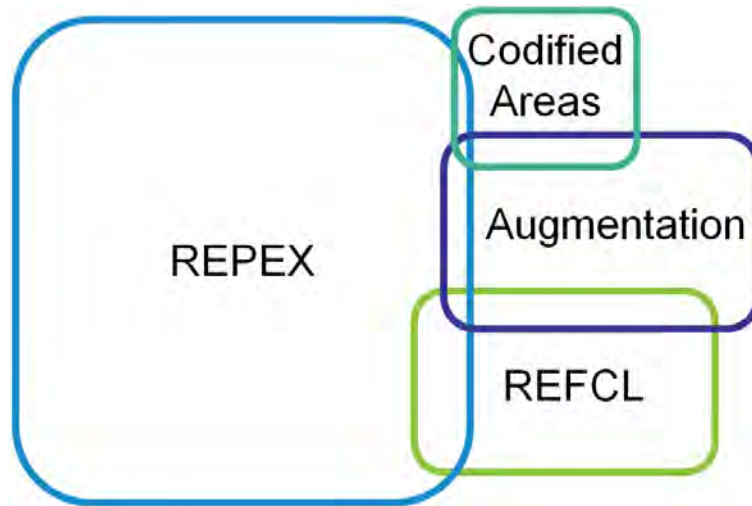 Codified
Areas
Augmentation
REPEX
REFCL